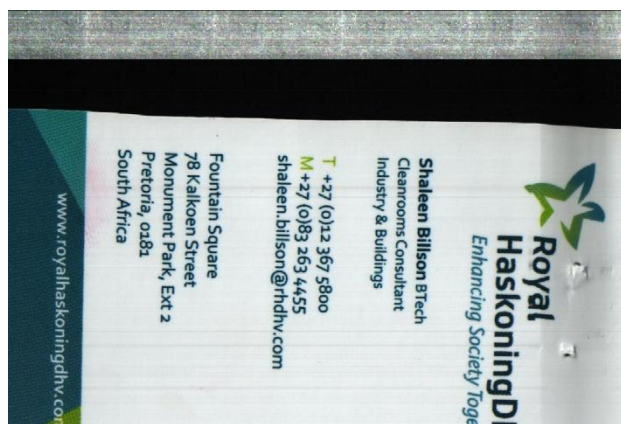 Royal
HaskoningD
Enhancing Society Toge
Shaleen Billson BTech
Cleanrooms Consultant
Industry & Buildings
T +27 (0)12 367 5800
M +27 (0)83 263 4455
shaleen.billson@rhdhv.com
Fountain Square
78 Kalkoen Street
Monument Park, Ext 2
Pretoria, 0181
South Africa
www.royalhaskoningdhv.co